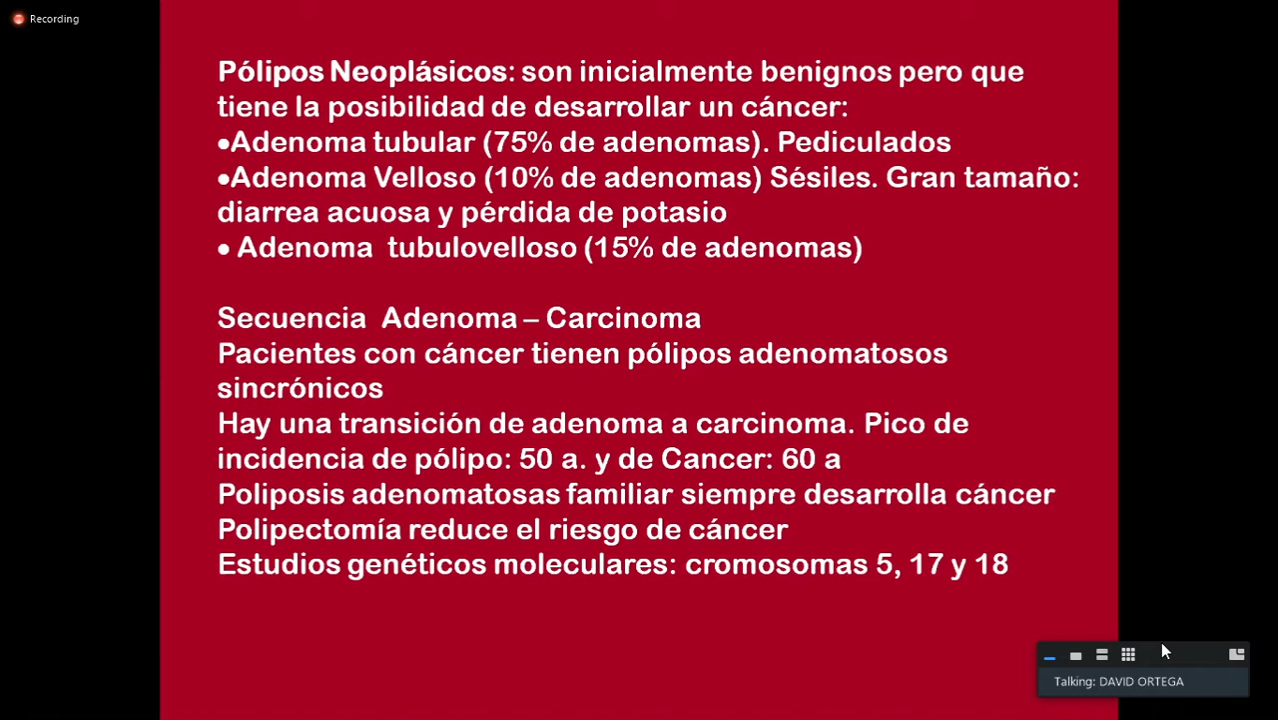 Recording
Pólipos Neoplásicos: son inicialmente benignos pero que
tiene la posibilidad de desarrollar un cáncer:
•Adenoma tubular (75% de adenomas). Pediculados
•Adenoma Velloso (10% de adenomas) Sésiles. Gran tamaño:
diarrea acuosa y pérdida de potasio
• Adenoma tubulovelloso (15% de adenomas)
Secuencia Adenoma – Carcinoma
Pacientes con cáncer tienen pólipos adenomatosos
sincrónicos
Hay una transición de adenoma a carcinoma. Pico de
incidencia de pólipo: 50 a. y de Cancer: 60 a
Poliposis adenomatosas familiar siempre desarrolla cáncer
Polipectomía reduce el riesgo de cáncer
Estudios genéticos moleculares: cromosomas 5, 17 y 18
Talking: DAVID ORTEGA